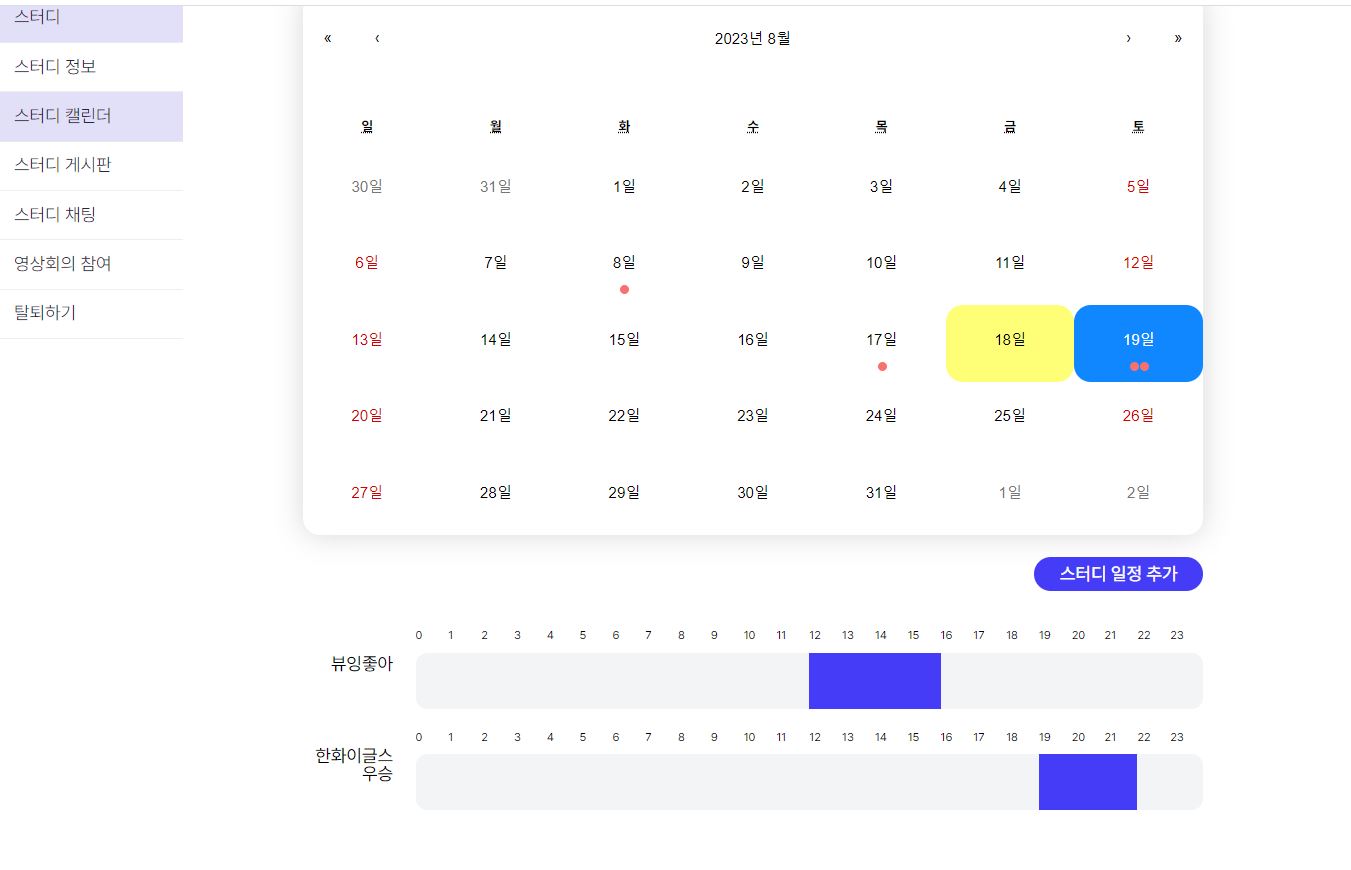 스터디
스터디 정보
스터디 캘린더
스터디 게시판
스터디 채팅
영상회의 참여
탈퇴하기
« ‹ 2023년 8월 › »
일 월 화 수 목 금 토
30일 31일 1일 2일 3일 4일 5일
6일 7일 8일 9일 10일 11일 12일
13일 14일 15일 16일 17일 18일 19일
20일 21일 22일 23일 24일 25일 26일
27일 28일 29일 30일 31일 1일 2일
스터디 일정 추가
0 1 2 3 4 5 6 7 8 9 10 11 12 13 14 15 16 17 18 19 20 21 22 23
뷰잉좋아
0 1 2 3 4 5 6 7 8 9 10 11 12 13 14 15 16 17 18 19 20 21 22 23
한화이글스
우승